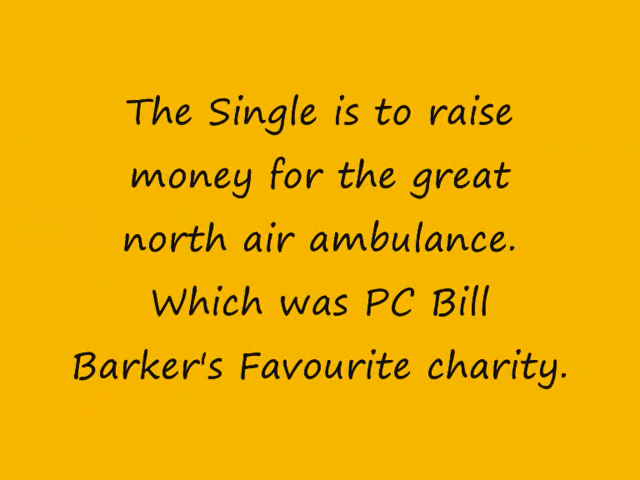 The Single is to raise
money for the great
north air ambulance.
Which was PC Bill
Barker's Favourite charity.